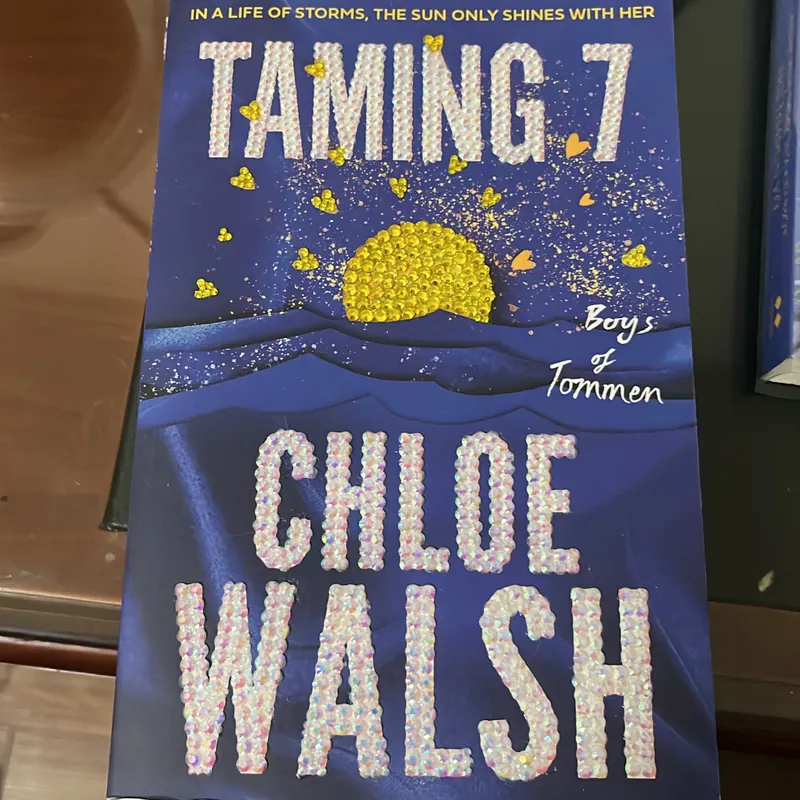 IN A LIFE OF STORMS, THE SUN ONLY SHINES WITH HER
TAMING 7
Boys
of
Tommen
CHLOE
WALSH